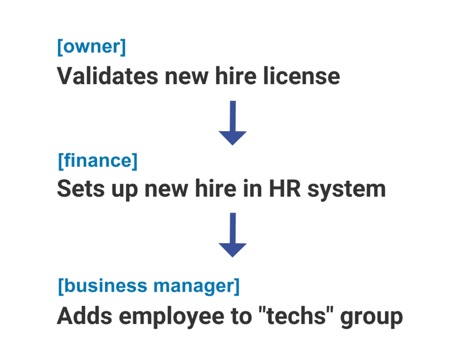 [owner]
Validates new hire license
[finance]
Sets up new hire in HR system
[business manager]
Adds employee to "techs" group